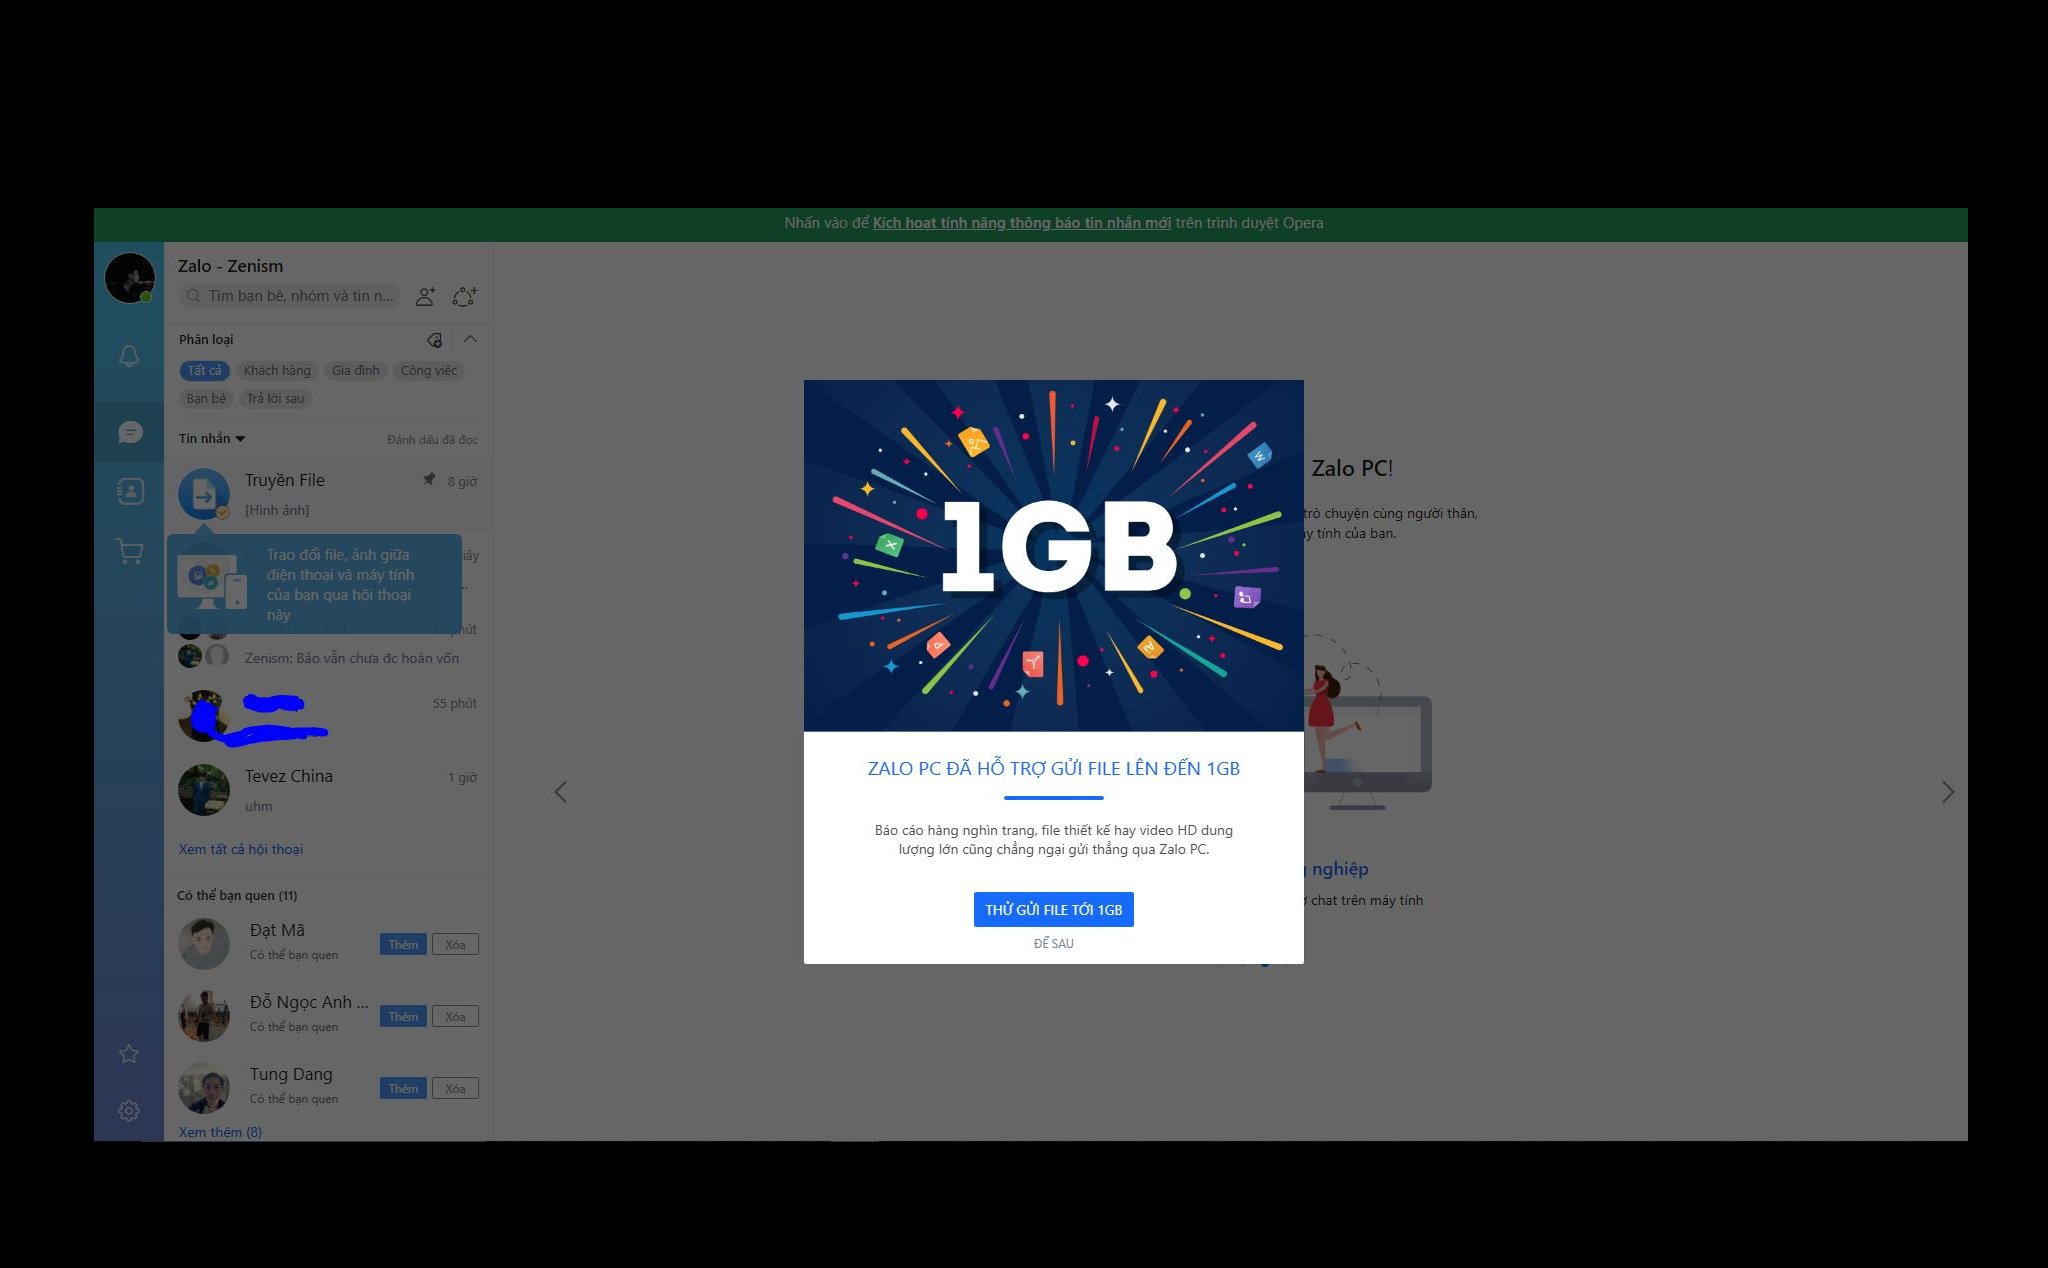 Nhấn vào để Kích hoạt tính năng thông báo tin nhắn mới trên trình duyệt Opera
Zalo - Zenism
Tìm bạn bè, nhóm và tin n...
Phân loại
Tất cả Khách hàng Gia đình Công việc
Bạn bè Trả lời sau
Tin nhắn Đánh dấu đã đọc
Truyền File 8 giờ
[Hình ảnh]
Trao đổi file, ảnh giữa
điện thoại và máy tính
của bạn qua hội thoại
này
Zenism: Bảo vẫn chưa đc hoàn vốn
55 phút
Tevez China 1 giờ
uhm
Xem tất cả hội thoại
Có thể bạn quen (11)
Đạt Mã
Có thể bạn quen
Thêm Xóa
Đỗ Ngọc Anh ...
Có thể bạn quen
Thêm Xóa
Tung Dang
Có thể bạn quen
Thêm Xóa
Xem thêm (8)
1GB
ZALO PC ĐÃ HỖ TRỢ GỬI FILE LÊN ĐẾN 1GB
Báo cáo hàng nghìn trang, file thiết kế hay video HD dung
lượng lớn cũng chẳng ngại gửi thẳng qua Zalo PC.
THỬ GỬI FILE TỚI 1GB
ĐỂ SAU
Zalo PC!
trò chuyện cùng người thân,
tính của bạn.
nghiệp
chat trên máy tính